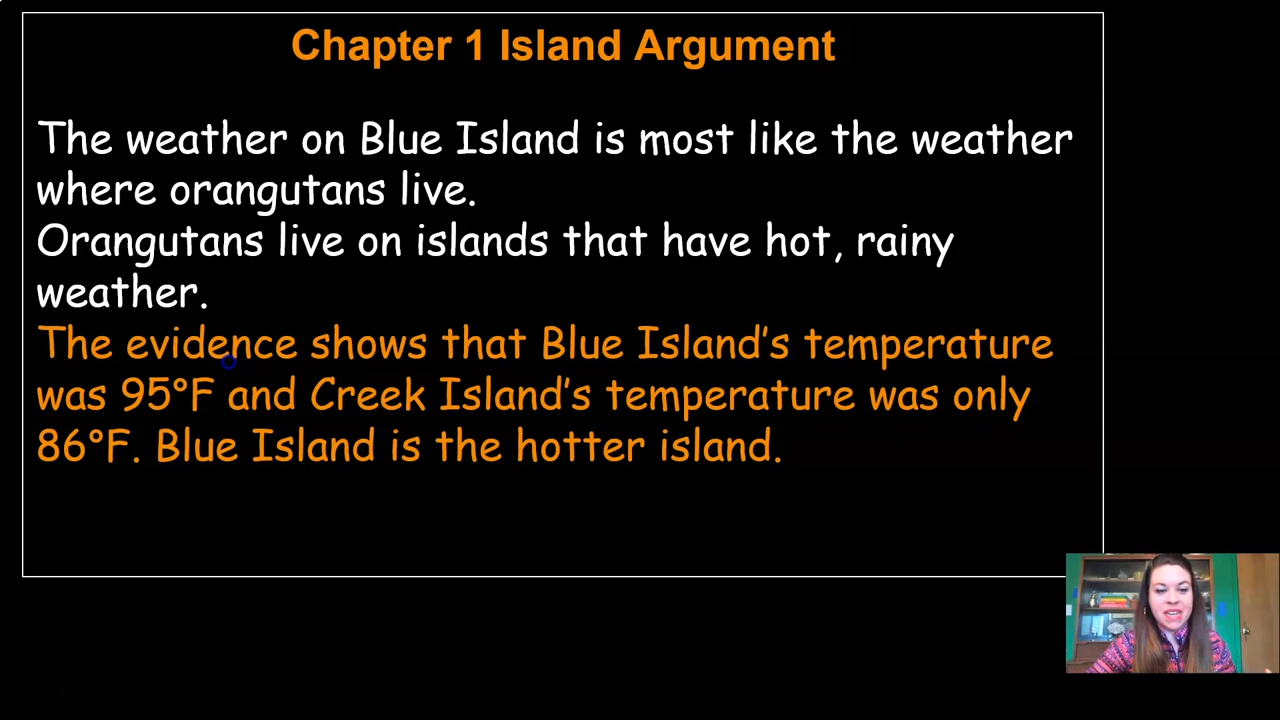 Chapter 1 Island Argument
The weather on Blue Island is most like the weather
where orangutans live.
Orangutans live on islands that have hot, rainy
weather.
The evidence shows that Blue Island's temperature
was 95°F and Creek Island's temperature was only
86°F. Blue Island is the hotter island.